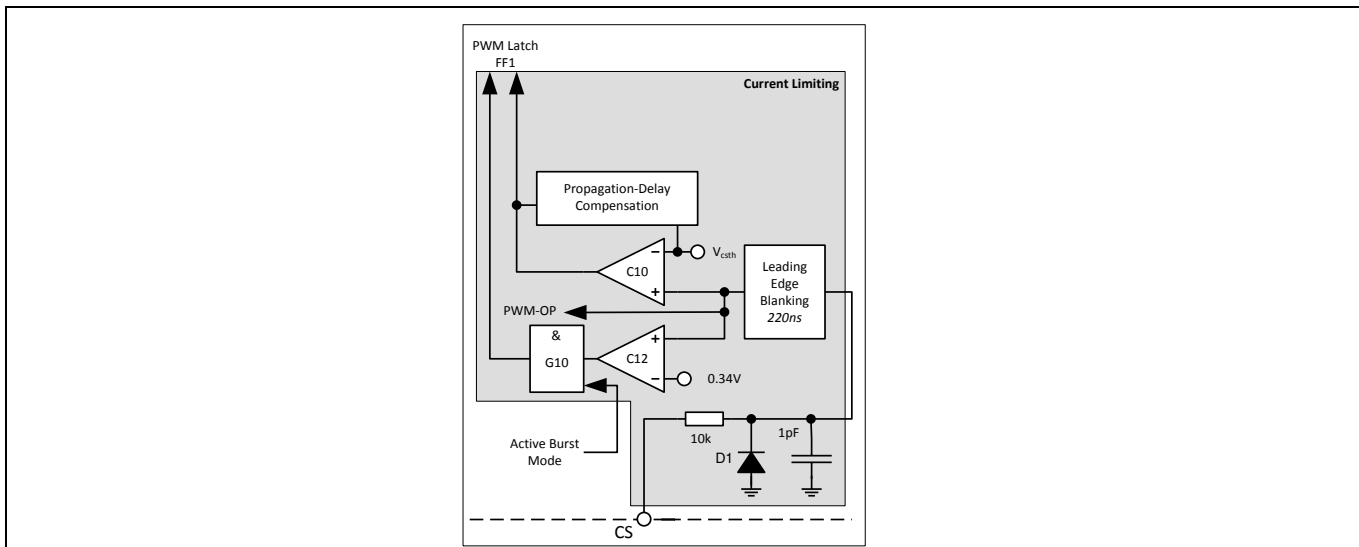 PWM Latch
FF1
Current Limiting
Propagation-Delay
Compensation
Vcsth
C10
Leading
Edge
Blanking
220ns
PWM-OP
&
G10
C12
0.34V
10k
1pF
Active Burst
Mode
D1
CS